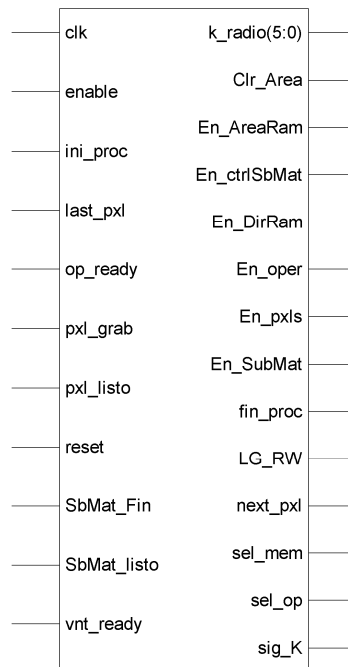 clk
enable
ini_proc
last_pxl
op_ready
pxl_grab
pxl_listo
reset
SbMat_Fin
SbMat_listo
vnt_ready
k_radio(5:0)
Clr_Area
En_AreaRam
En_ctrlSbMat
En_DirRam
En_oper
En_pxls
En_SubMat
fin_proc
LG_RW
next_pxl
sel_mem
sel_op
sig_K